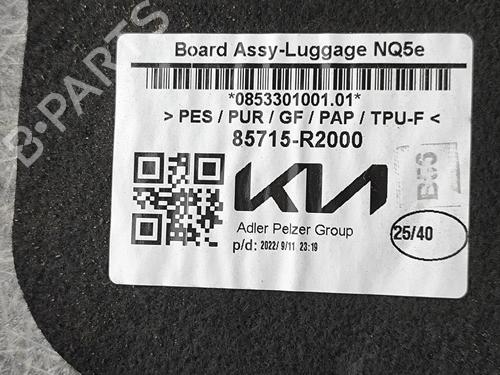 Board Assy-Luggage NQ5e
*0853301001.01*
> PES / PUR / GF / PAP / TPU-F <
85715-R2000
KIA
B56
Adler Pelzer Group
25/40
p/d: 2022/ 9/11 23:19
B-PARTS